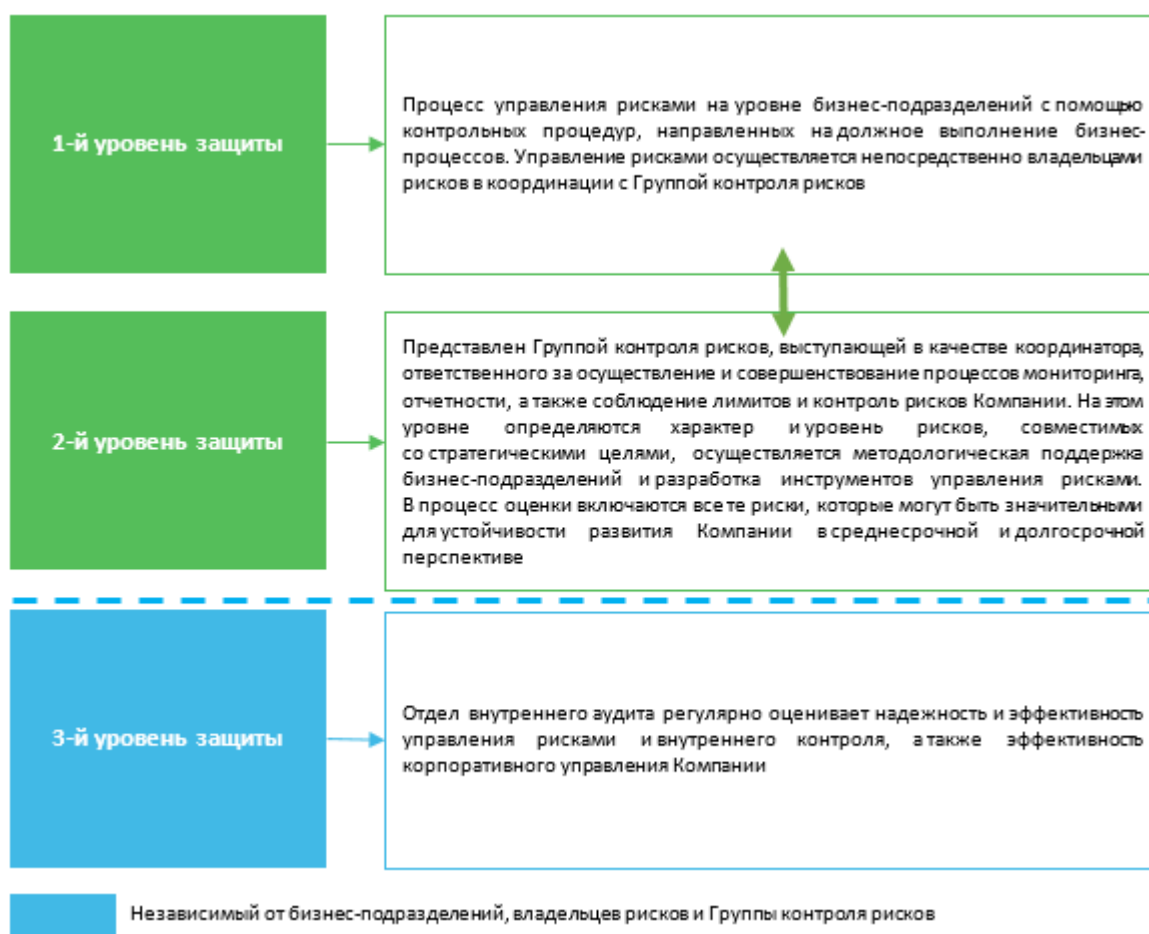 1-й уровень защиты
Процесс управления рисками на уровне бизнес-подразделений с помощью
контрольных процедур, направленных на должное выполнение бизнес-
процессов. Управление рисками осуществляется непосредственно владельцами
рисков в координации с Группой контроля рисков
2-й уровень защиты
Представлен Группой контроля рисков, выступающей в качестве координатора,
ответственного за осуществление и совершенствование процессов мониторинга,
отчетности, а также соблюдение лимитов и контроль рисков Компании. На этом
уровне определяются характер и уровень рисков, совместимых
со стратегическими целями, осуществляется методологическая поддержка
бизнес-подразделений и разработка инструментов управления рисками.
В процесс оценки включаются все те риски, которые могут быть значительными
для устойчивости развития Компании в среднесрочной и долгосрочной
перспективе
3-й уровень защиты
Отдел внутреннего аудита регулярно оценивает надежность и эффективность
управления рисками и внутреннего контроля, а также эффективность
корпоративного управления Компании
Независимый от бизнес-подразделений, владельцев рисков и Группы контроля рисков